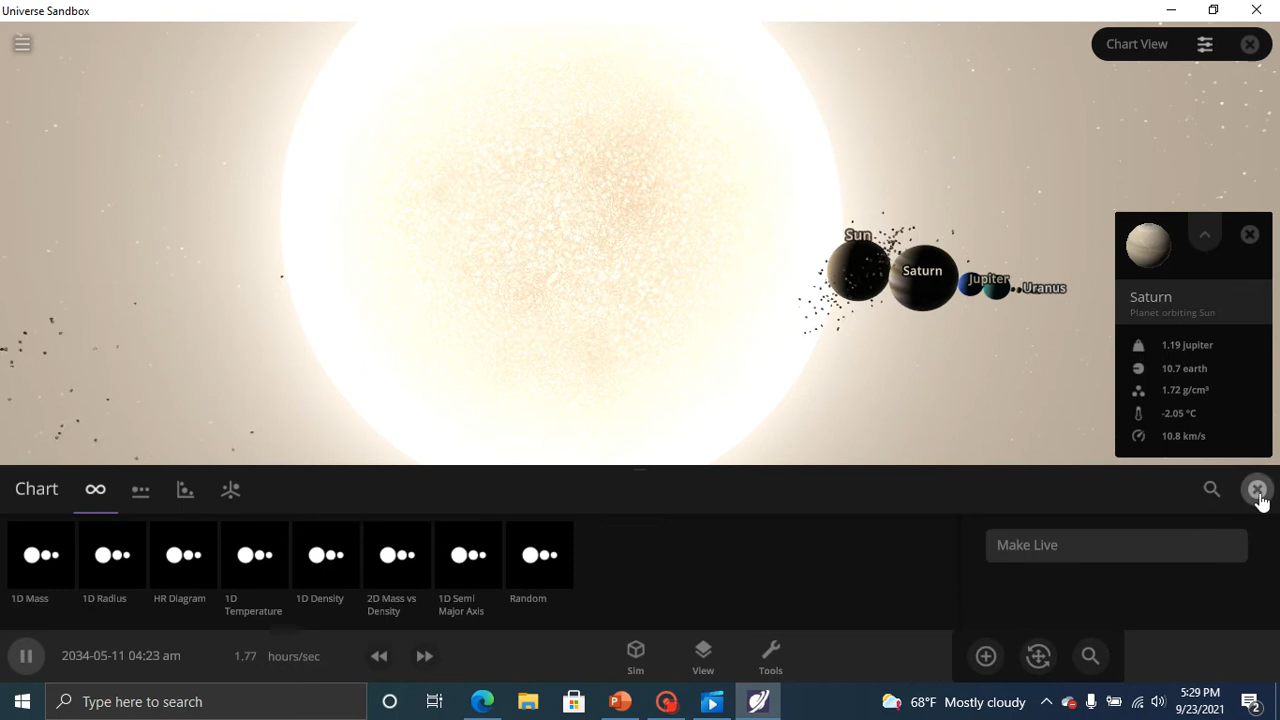 Universe Sandbox
Chart View
Sun
Saturn
Jupiter
Uranus
Saturn
Planet orbiting Sun
1.19 jupiter
10.7 earth
1.72 g/cm³
-2.05 °C
10.8 km/s
Chart
Make Live
1D Mass
1D Radius
HR Diagram
1D Temperature
1D Density
2D Mass vs Density
1D Semi Major Axis
Random
2034-05-11 04:23 am
1.77 hours/sec
Sim
View
Tools
Type here to search
68°F Mostly cloudy
5:29 PM
9/23/2021
2